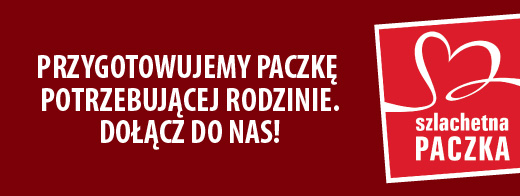 PRZYGOTOWUJEMY PACZKĘ
POTRZEBUJĄCEJ RODZINIE.
DOŁĄCZ DO NAS!
szlachetna
PACZKA